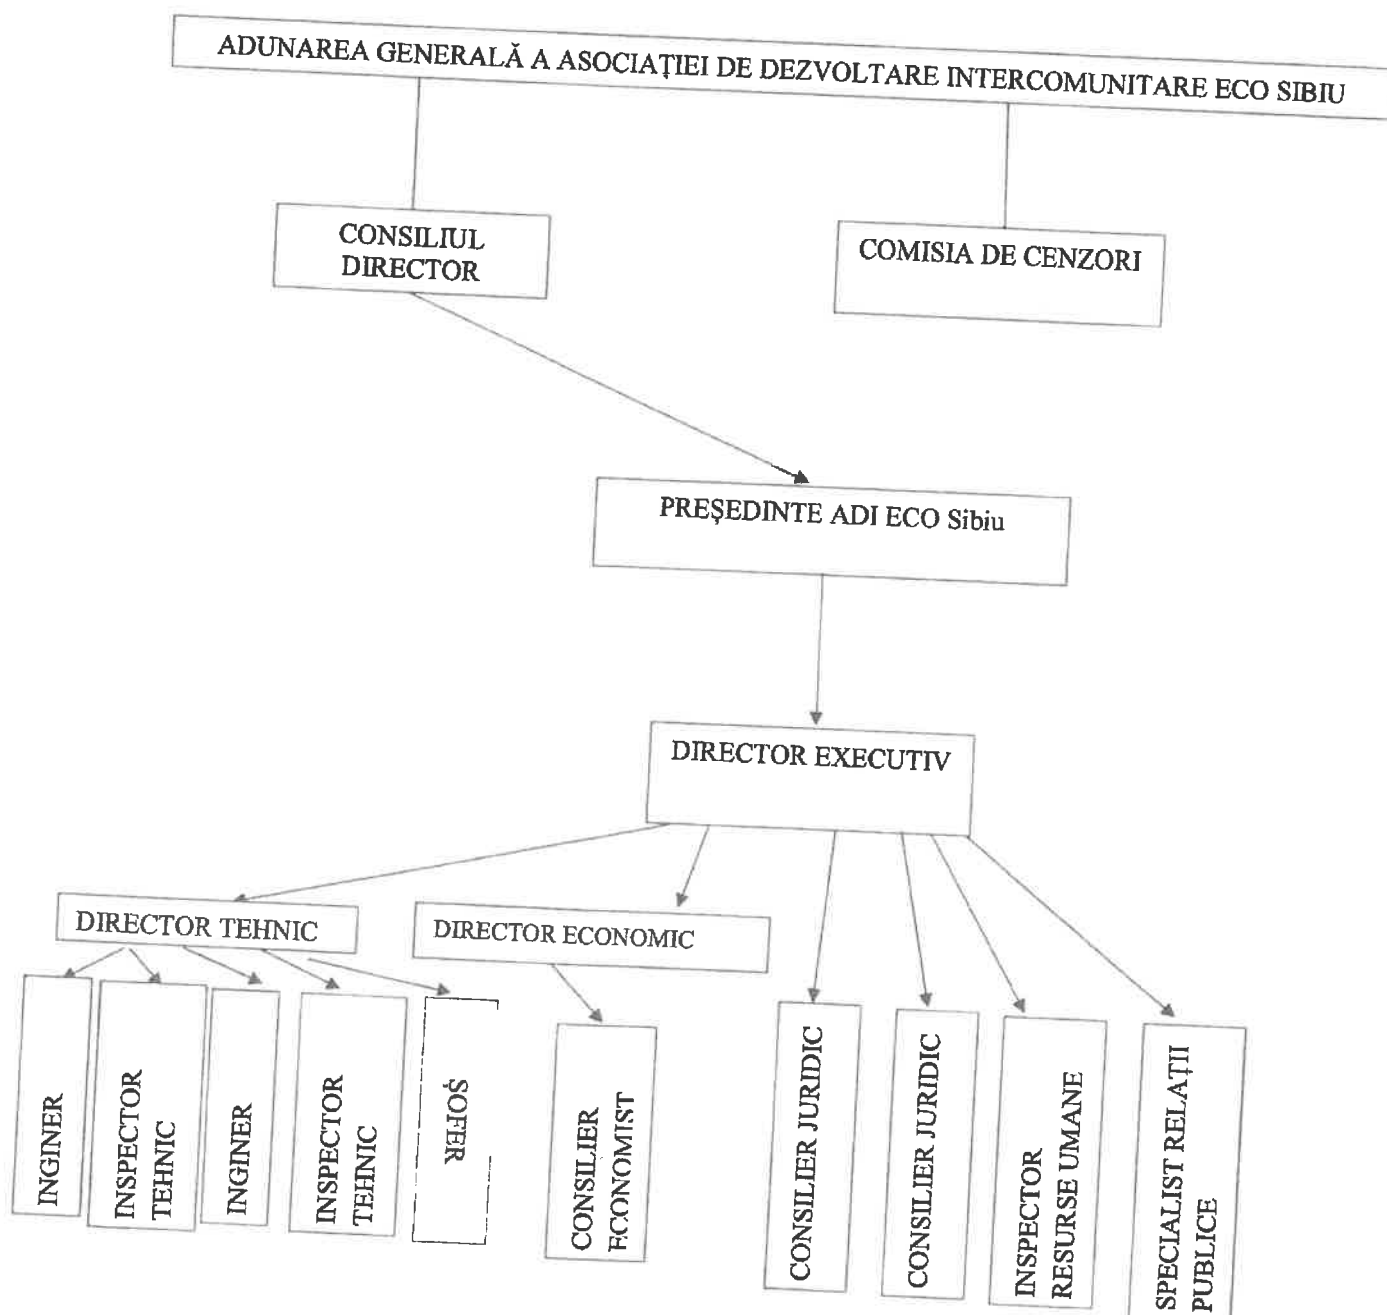 ADUNAREA GENERALĂ A ASOCIAȚIEI DE DEZVOLTARE INTERCOMUNITARE ECO SIBIU
CONSILIUL
DIRECTOR
COMISIA DE CENZORI
PREȘEDINTE ADI ECO Sibiu
DIRECTOR EXECUTIV
DIRECTOR TEHNIC
DIRECTOR ECONOMIC
INGINER
INSPECTOR
TEHNIC
INGINER
INSPECTOR
TEHNIC
ȘOFER
CONSILIER
ECONOMIST
CONSILIER JURIDIC
CONSILIER JURIDIC
INSPECTOR
RESURSE UMANE
SPECIALIST RELAȚII
PUBLICE